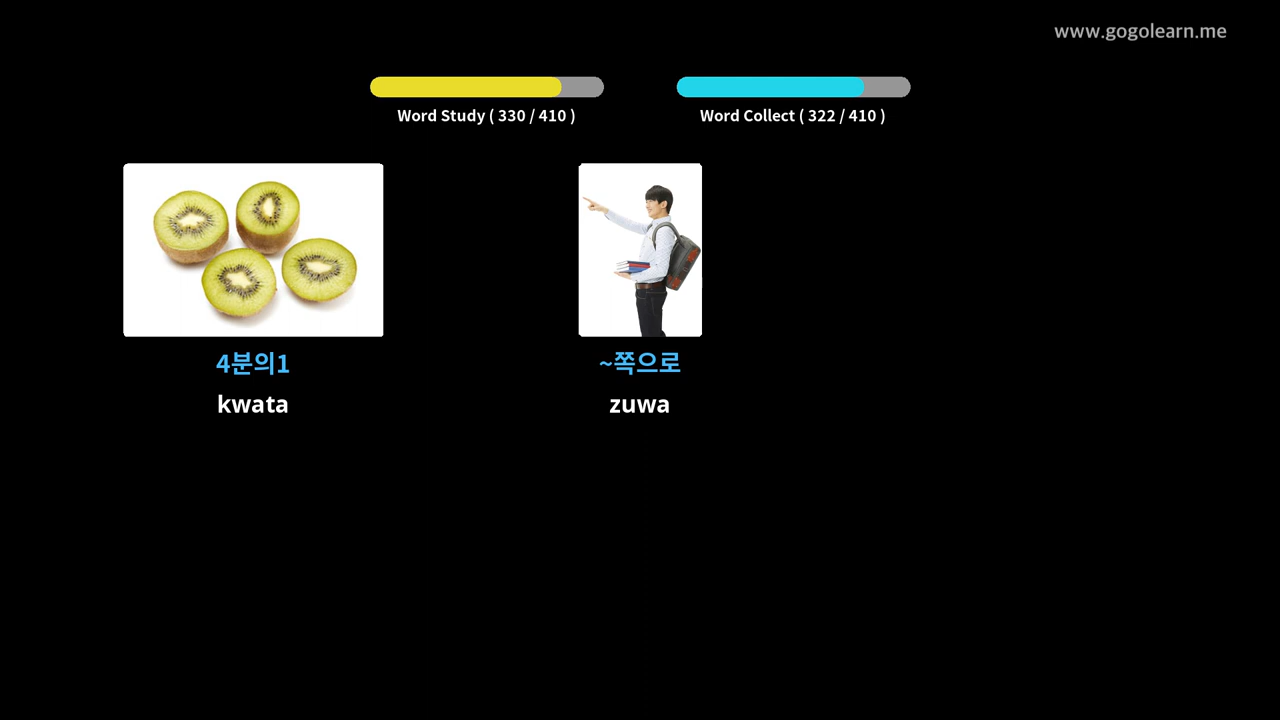 www.gogolearn.me
Word Study ( 330 / 410 )
Word Collect ( 322 / 410 )
4분의1
kwata
~쪽으로
zuwa